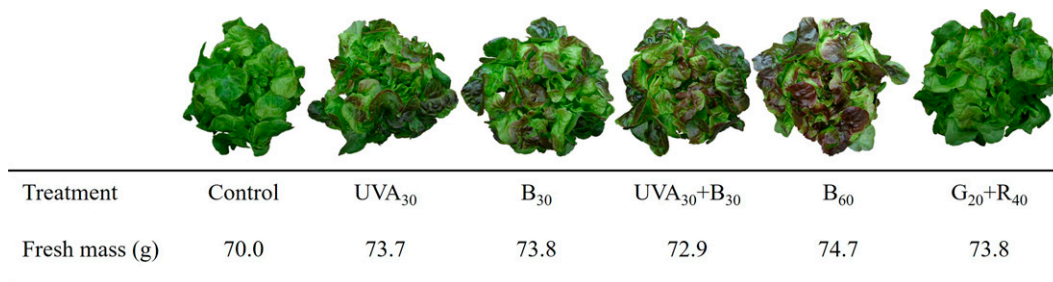 Treatment Control UVA₃₀ B₃₀ UVA₃₀+B₃₀ B₆₀ G₂₀+R₄₀
Fresh mass (g) 70.0 73.7 73.8 72.9 74.7 73.8